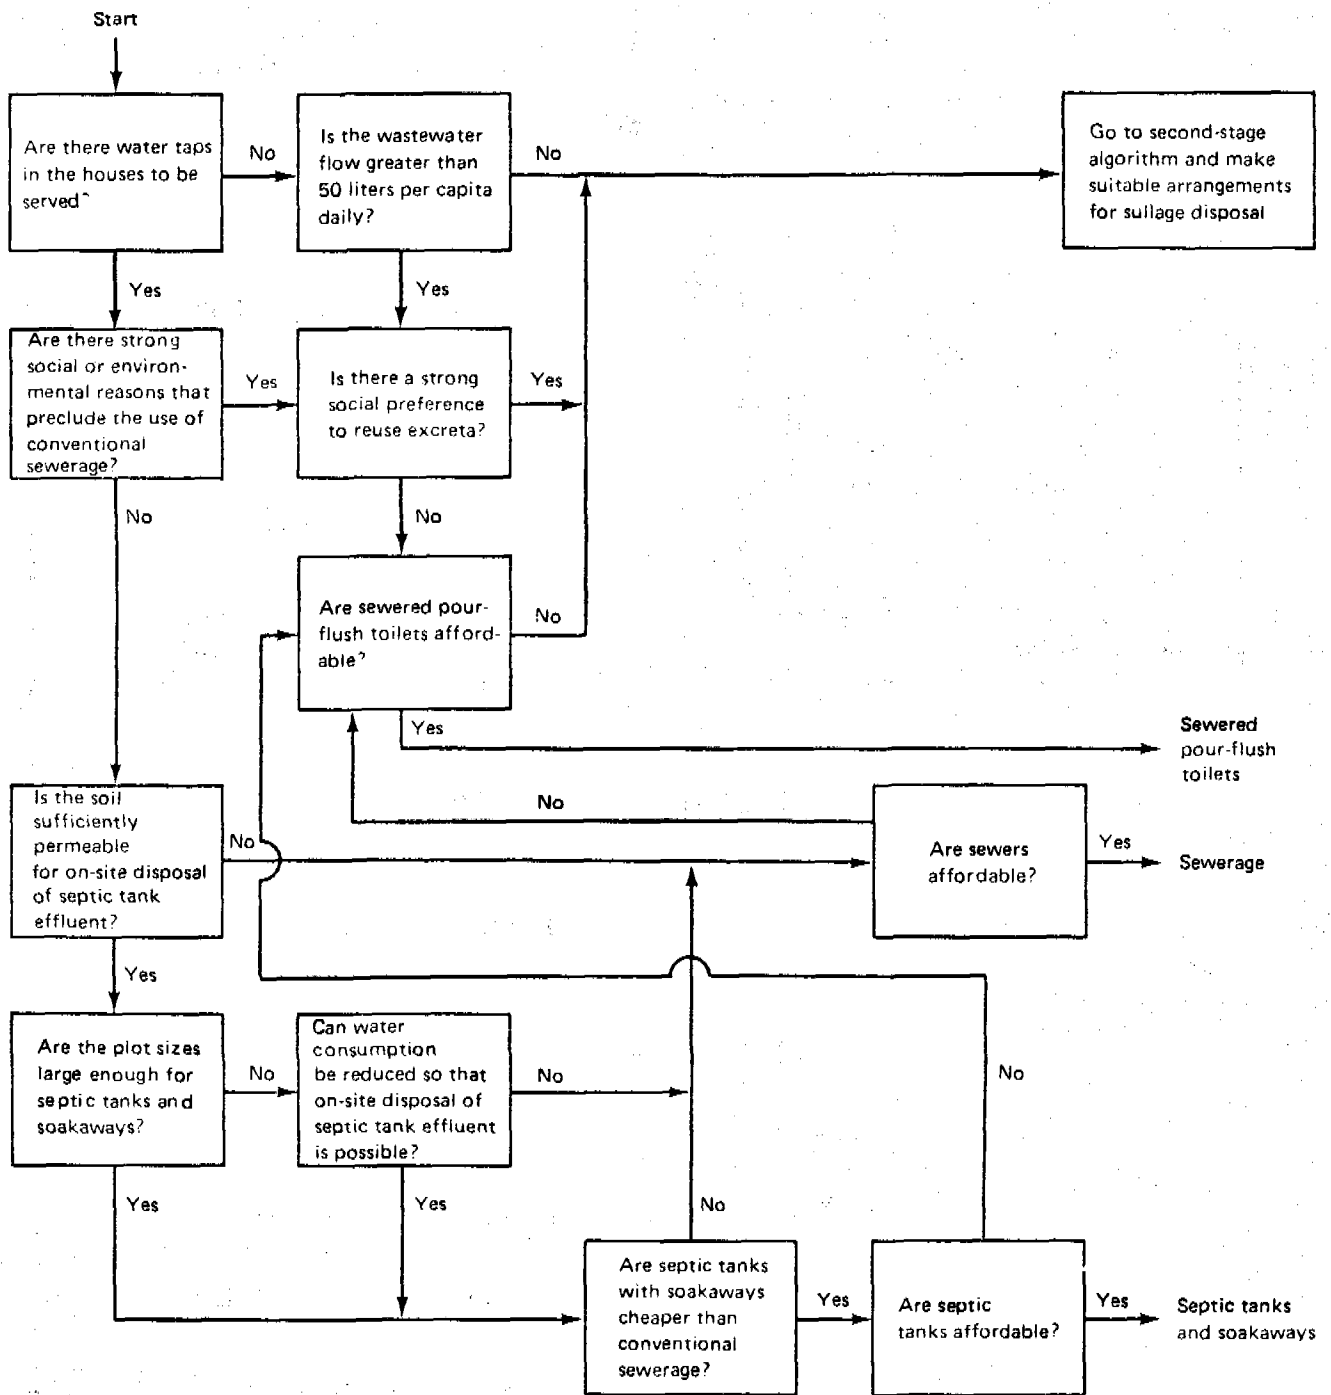 Start
Are there water taps
in the houses to be
served?
No
Is the wastewater
flow greater than
50 liters per capita
daily?
No
Go to second-stage
algorithm and make
suitable arrangements
for sullage disposal
Yes
Yes
Are there strong
social or environ-
mental reasons that
preclude the use of
conventional
sewerage?
Yes
Is there a strong
social preference
to reuse excreta?
Yes
No
No
Are sewered pour-
flush toilets afford-
able?
No
Yes
Sewered
pour-flush
toilets
Is the soil
sufficiently
permeable
for on-site disposal
of septic tank
effluent?
No
No
Are sewers
affordable?
Yes
Sewerage
Yes
Are the plot sizes
large enough for
septic tanks and
soakaways?
No
Can water
consumption
be reduced so that
on-site disposal of
septic tank effluent
is possible?
No
No
Yes
Yes
No
Are septic tanks
with soakaways
cheaper than
conventional
sewerage?
Yes
Are septic
tanks affordable?
Yes
Septic tanks
and soakaways